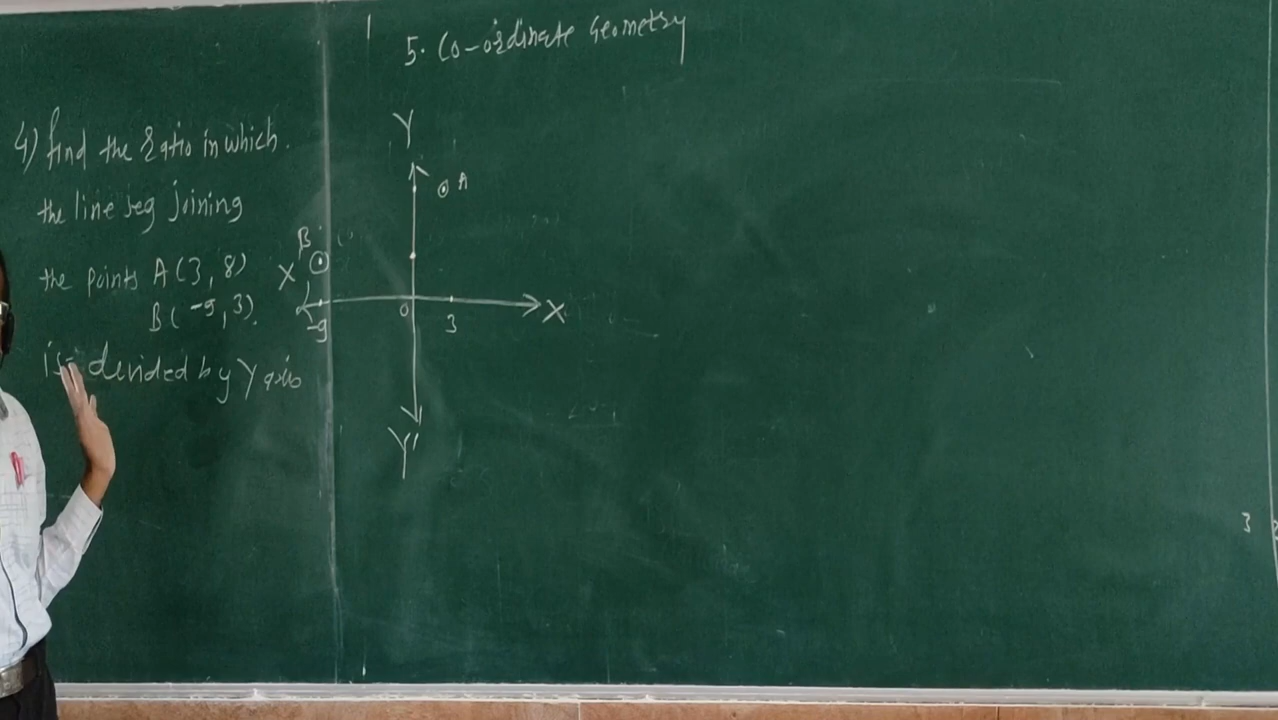 5. Co-ordinate Geometry
4) find the Ratio in which.
the line seg joining
the points A(3, 8)
B(-9, 3).
is divided by Y axis
Y
A
B
X
-9
0
3
X
Y'
3